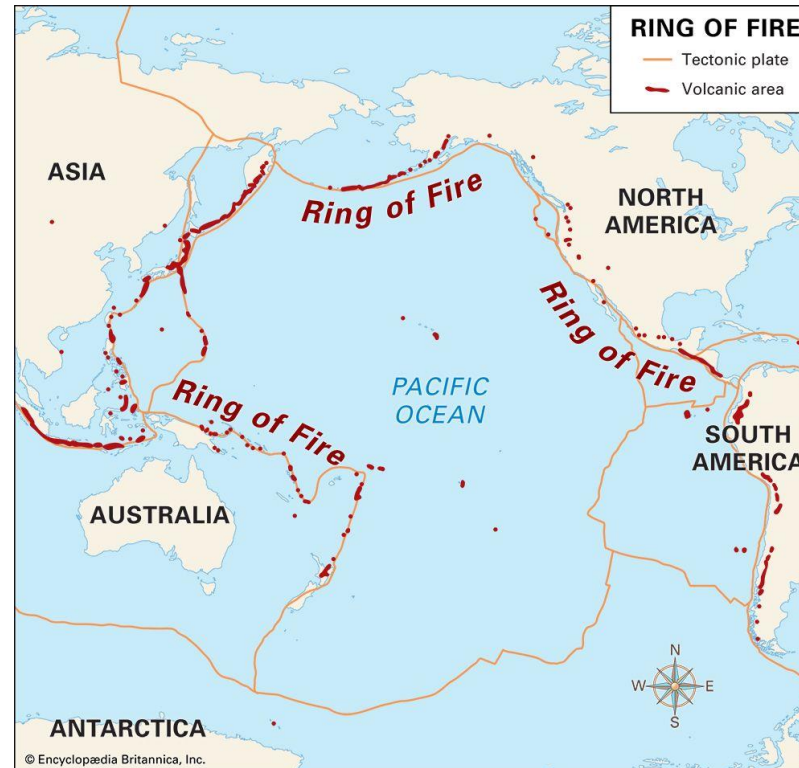 RING OF FIRE
Tectonic plate
Volcanic area
ASIA
Ring of Fire
NORTH
AMERICA
Ring of Fire
PACIFIC
OCEAN
Ring of Fire
SOUTH
AMERICA
AUSTRALIA
N
W
E
S
ANTARCTICA
© Encyclopædia Britannica, Inc.